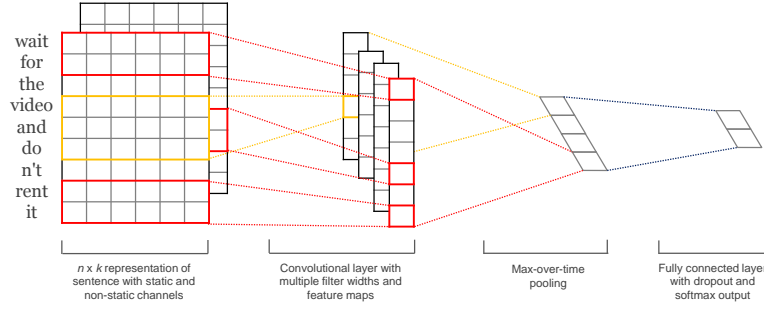 wait
for
the
video
and
do
n't
rent
it
n x k representation of
sentence with static and
non-static channels
Convolutional layer with
multiple filter widths and
feature maps
Max-over-time
pooling
Fully connected layer
with dropout and
softmax output